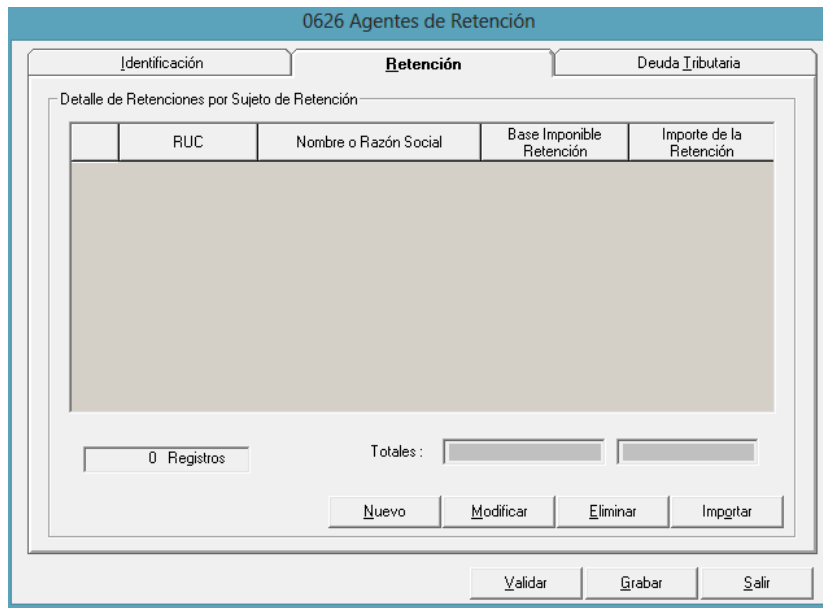 0626 Agentes de Retención
Identificación
Retención
Deuda Tributaria
Detalle de Retenciones por Sujeto de Retención
RUC
Nombre o Razón Social
Base Imponible
Retención
Importe de la
Retención
0 Registros
Totales :
Nuevo
Modificar
Eliminar
Importar
Validar
Grabar
Salir